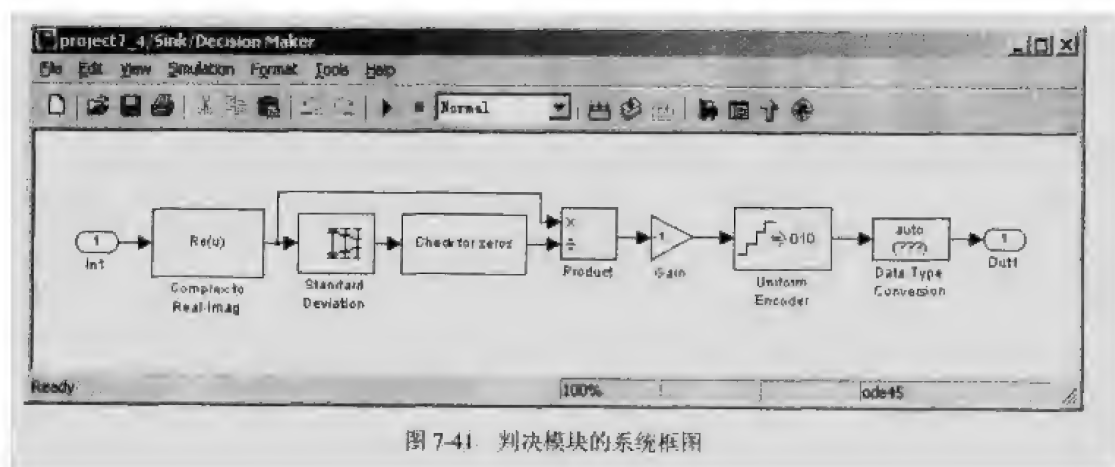 project7_4/Sink/Decision Maker
File Edit View Simulation Format Tools Help
Normal
1
In1
Re(u)
Complex to
Real-Imag
Standard
Deviation
Check for zeros
×
÷
Product
-1
Gain
010
Uniform
Encoder
auto
(???)
Data Type
Conversion
1
Out1
Ready
100%
ode45
图 7-41 判决模块的系统框图